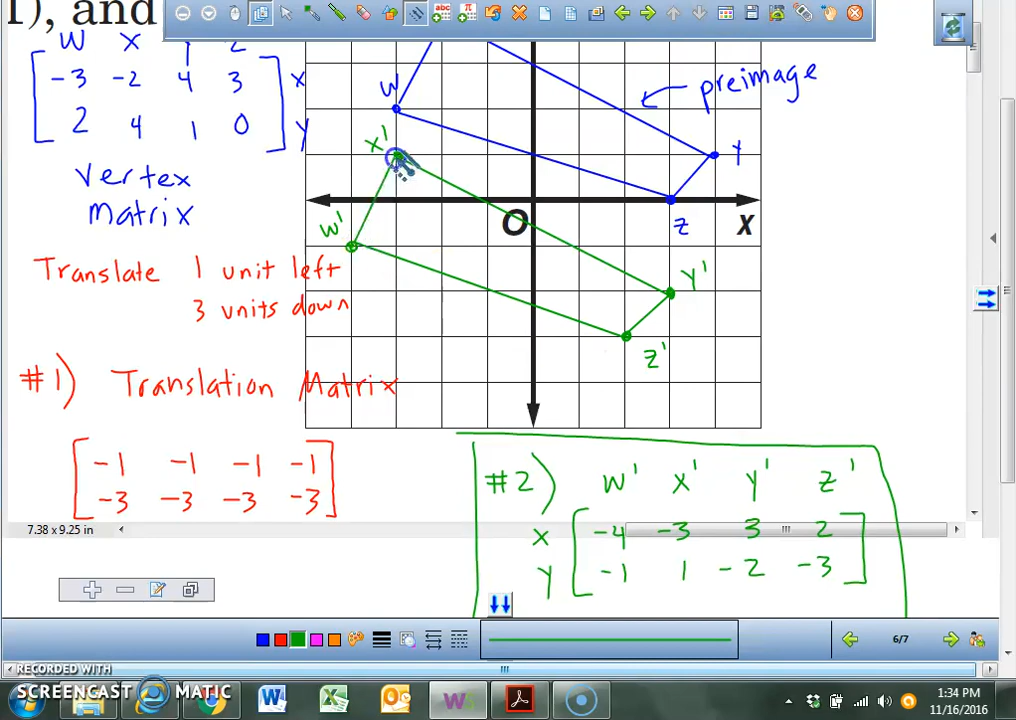 1), and
W X Y Z
-3 -2 4 3 x
2 4 1 0 y
vertex
matrix
Translate 1 unit left
3 units down
#1) Translation Matrix
-1 -1 -1 -1
-3 -3 -3 -3
7.38 x 9.25 in
abc
π
preimage
W
Y
Z
X
O
X'
W'
Y'
Z'
#2) W' X' Y' Z'
x -4 -3 3 2
y -1 1 -2 -3
6/7
RECORDED WITH
SCREENCAST MATIC
1:34 PM
11/16/2016